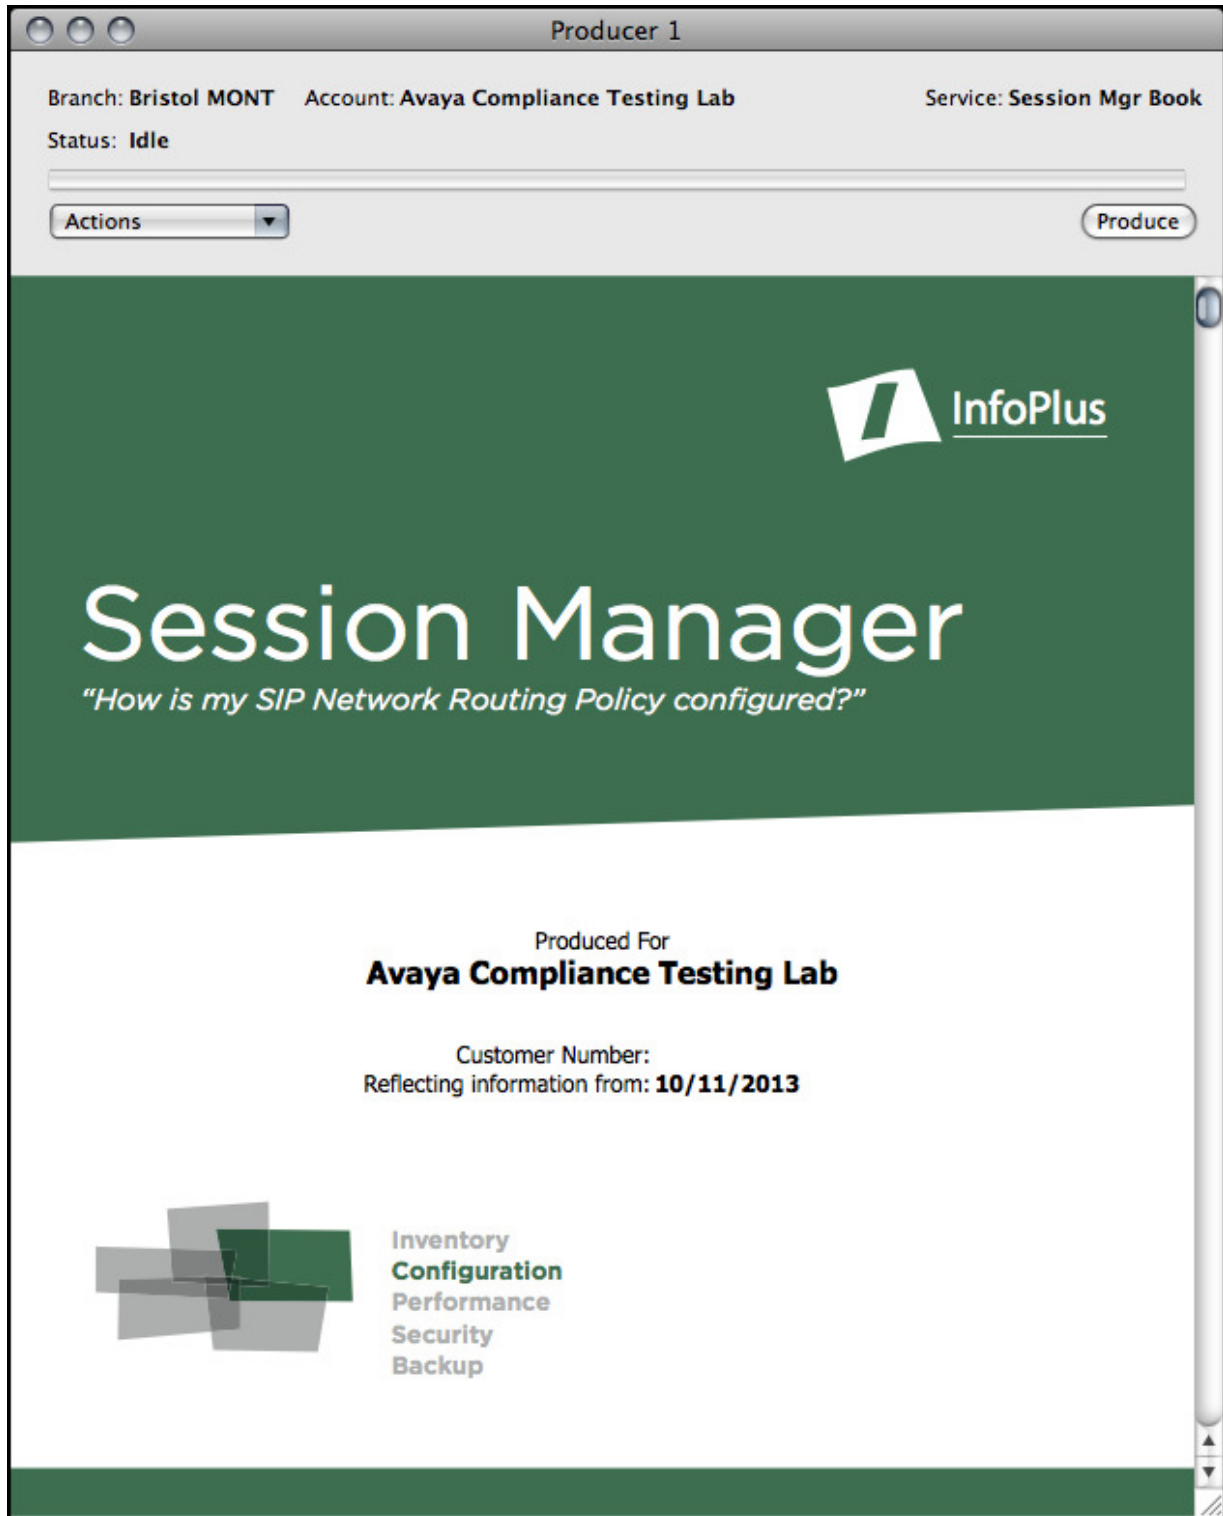 Producer 1
Branch: Bristol MONT Account: Avaya Compliance Testing Lab Service: Session Mgr Book
Status: Idle
Actions Produce
InfoPlus
Session Manager
“How is my SIP Network Routing Policy configured?”
Produced For
Avaya Compliance Testing Lab
Customer Number:
Reflecting information from: 10/11/2013
Inventory
Configuration
Performance
Security
Backup